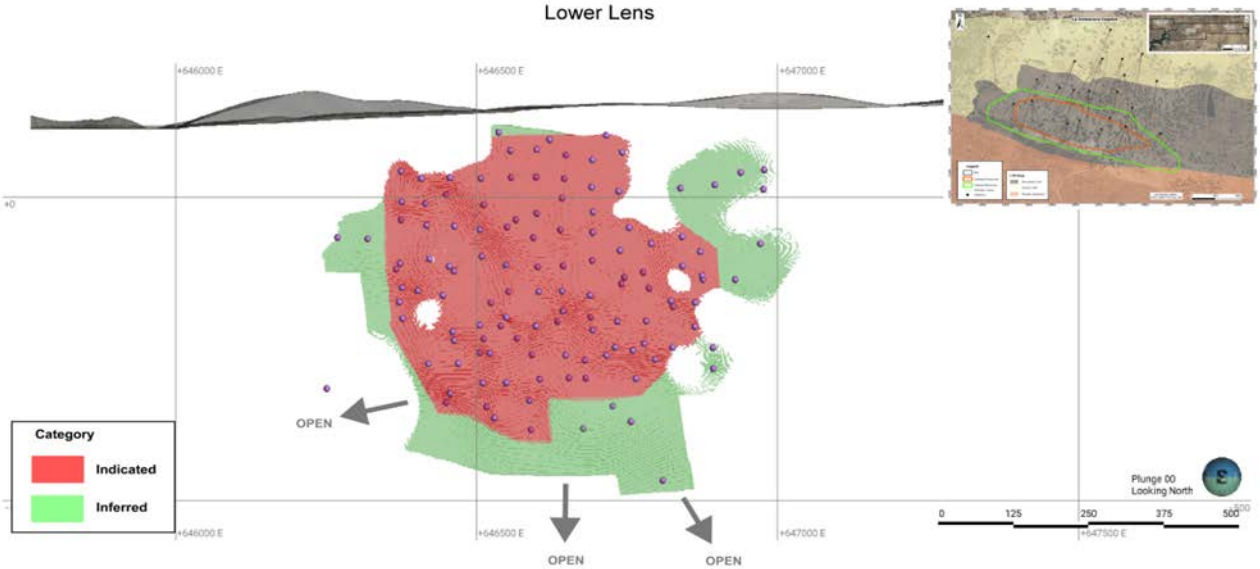 Lower Lens
+646000 E
+646500 E
+647000 E
+0
OPEN
Category
Indicated
Inferred
Plunge 00
Looking North
0
125
250
375
500
+646000 E
+646500 E
+647000 E
+647500 E
OPEN
OPEN